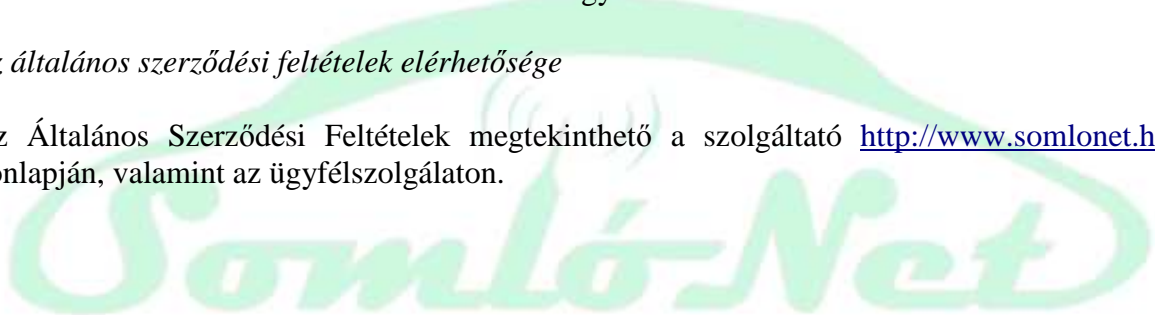 általános szerződési feltételek elérhetősége
Általános Szerződési Feltételek megtekinthető a szolgáltató http://www.somlonet.h
onlapján, valamint az ügyfélszolgálaton.
Somló-Net